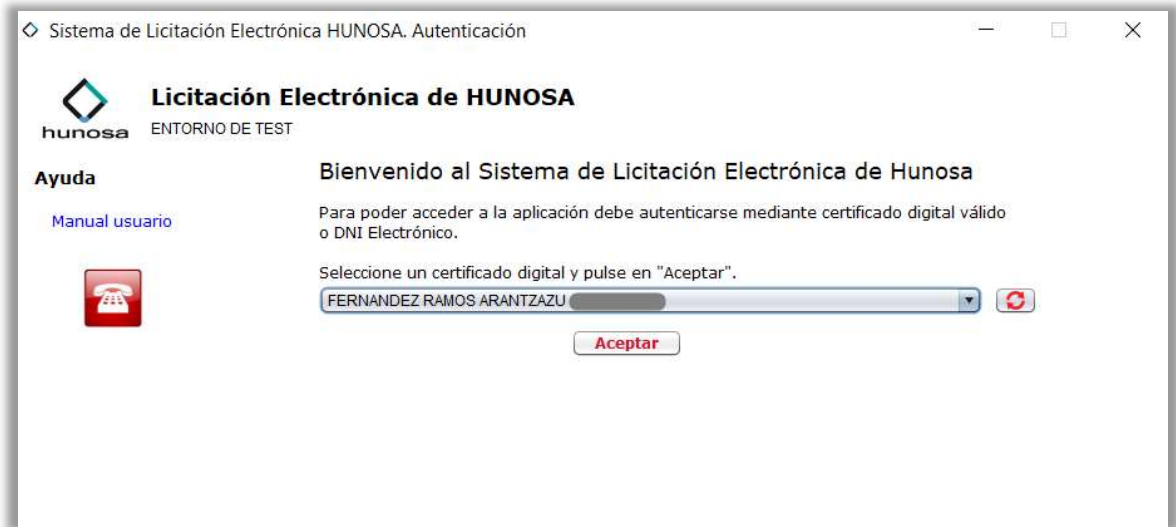 Sistema de Licitación Electrónica HUNOSA. Autenticación
hunosa
Licitación Electrónica de HUNOSA
ENTORNO DE TEST
Ayuda
Manual usuario
Bienvenido al Sistema de Licitación Electrónica de Hunosa
Para poder acceder a la aplicación debe autenticarse mediante certificado digital válido
o DNI Electrónico.
Seleccione un certificado digital y pulse en "Aceptar".
FERNANDEZ RAMOS ARANTZAZU
Aceptar